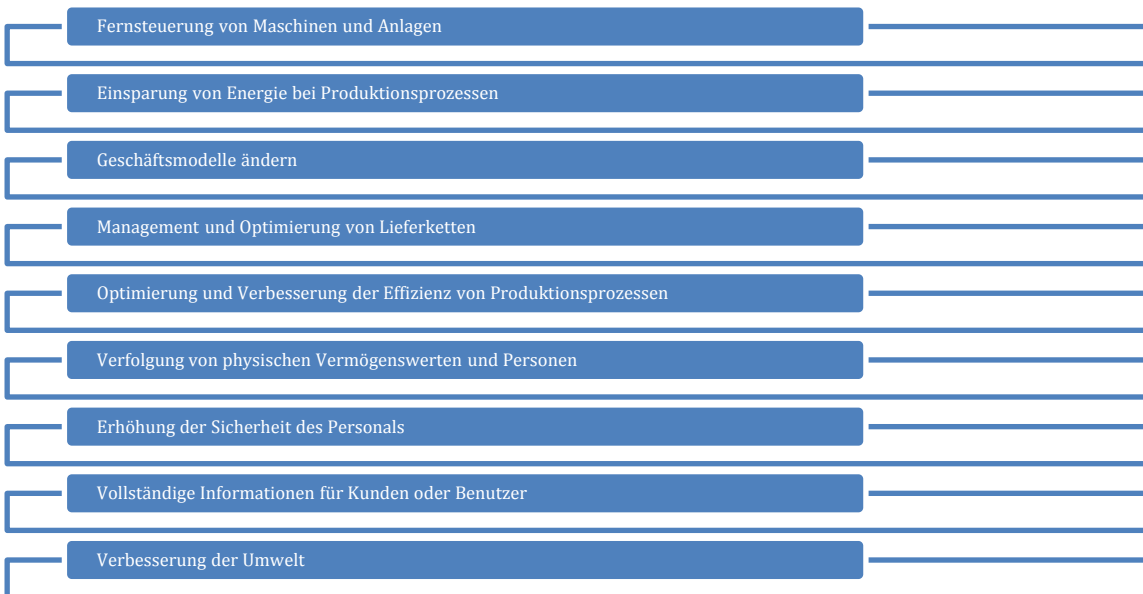 Fernsteuerung von Maschinen und Anlagen
Einsparung von Energie bei Produktionsprozessen
Geschäftsmodelle ändern
Management und Optimierung von Lieferketten
Optimierung und Verbesserung der Effizienz von Produktionsprozessen
Verfolgung von physischen Vermögenswerten und Personen
Erhöhung der Sicherheit des Personals
Vollständige Informationen für Kunden oder Benutzer
Verbesserung der Umwelt